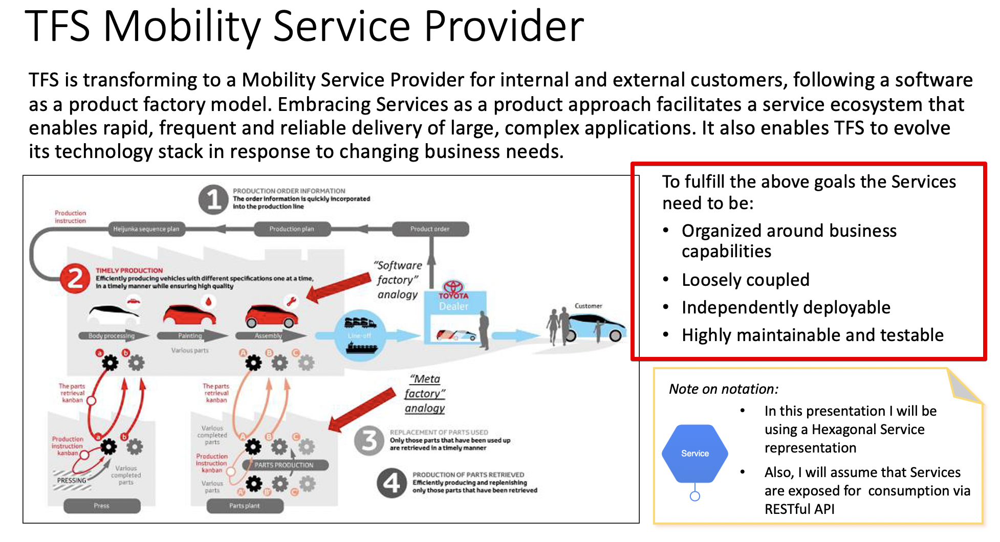 TFS Mobility Service Provider
TFS is transforming to a Mobility Service Provider for internal and external customers, following a software
as a product factory model. Embracing Services as a product approach facilitates a service ecosystem that
enables rapid, frequent and reliable delivery of large, complex applications. It also enables TFS to evolve
its technology stack in response to changing business needs.
1
PRODUCTION ORDER INFORMATION
The order information is quickly incorporated
into the production line
Production
instruction
Heijunka sequence plan
Production plan
Product order
2
TIMELY PRODUCTION
Efficiently producing vehicles with different specifications one at a time,
in a timely manner while ensuring high quality
"Software
factory"
analogy
TOYOTA
Dealer
Customer
Body processing
Painting
Assembly
Line-off
Various parts
a
b
A
B
C
The parts
retrieval
kanban
The parts
retrieval
kanban
"Meta
factory"
analogy
Production
instruction
kanban
a
b
Various
completed
parts
PRESSING
Press
Various
completed
parts
A
B
C
Production
instruction
kanban
PARTS PRODUCTION
Various
parts
A
B
C
Parts plant
3
REPLACEMENT OF PARTS USED
Only those parts that have been used up
are retrieved in a timely manner
4
PRODUCTION OF PARTS RETRIEVED
Efficiently producing and replenishing
only those parts that have been retrieved
To fulfill the above goals the Services
need to be:
• Organized around business
capabilities
• Loosely coupled
• Independently deployable
• Highly maintainable and testable
Note on notation:
Service
• In this presentation I will be
using a Hexagonal Service
representation
• Also, I will assume that Services
are exposed for consumption via
RESTful API